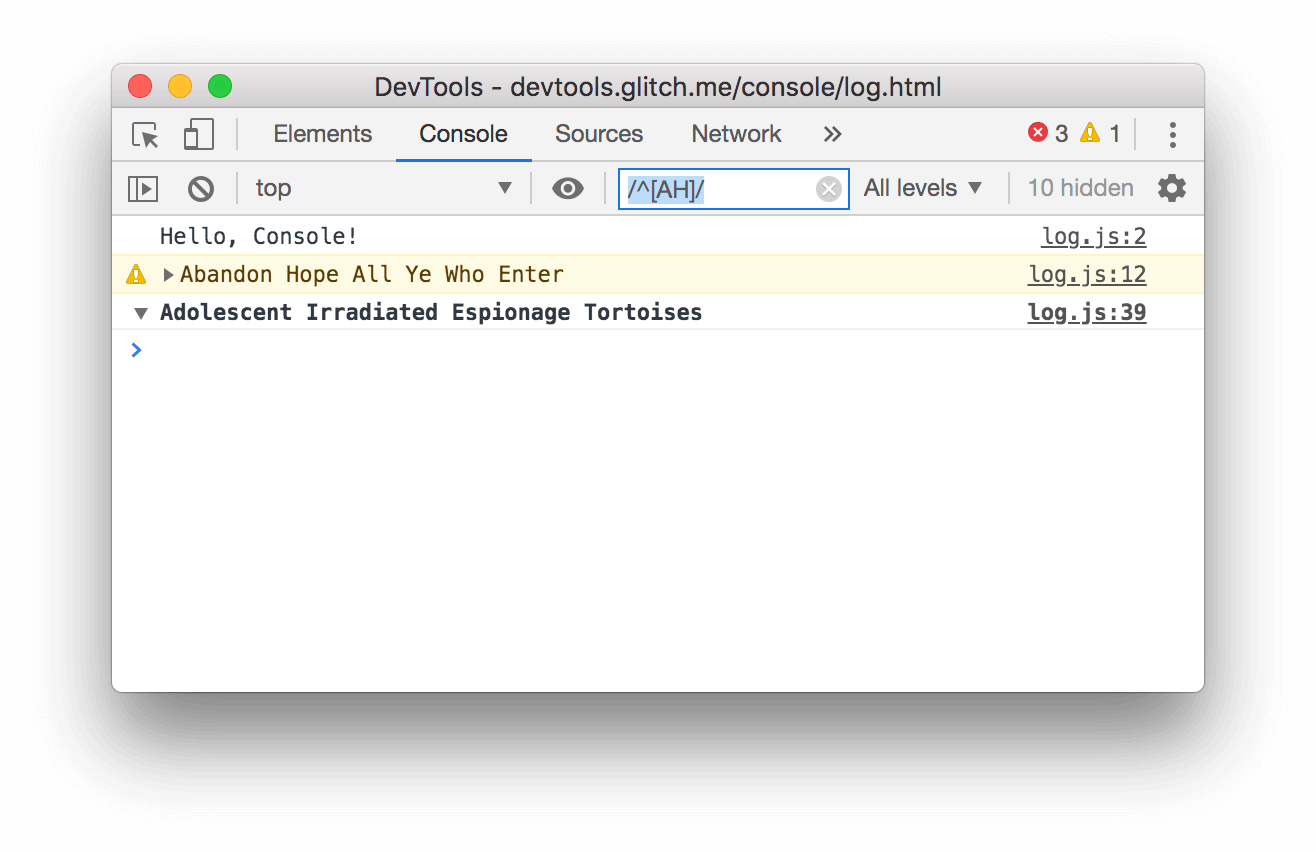 DevTools - devtools.glitch.me/console/log.html
Elements Console Sources Network » 3 1
top /^[AH]/ All levels 10 hidden
Hello, Console! log.js:2
Abandon Hope All Ye Who Enter log.js:12
Adolescent Irradiated Espionage Tortoises log.js:39